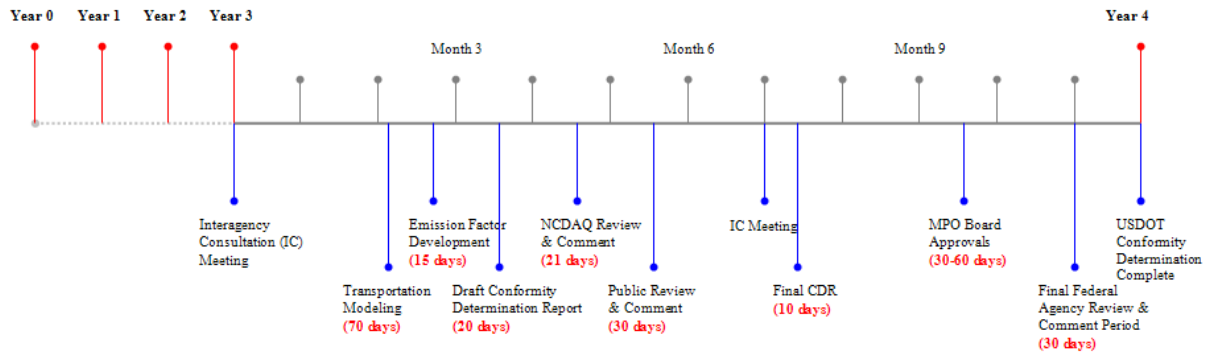 Year 0
Year 1
Year 2
Year 3
Year 4
Month 3
Month 6
Month 9
Interagency
Consultation (IC)
Meeting
Transportation
Modeling
(70 days)
Emission Factor
Development
(15 days)
Draft Conformity
Determination Report
(20 days)
NCDAQ Review
& Comment
(21 days)
Public Review
& Comment
(30 days)
IC Meeting
Final CDR
(10 days)
MPO Board
Approvals
(30-60 days)
Final Federal
Agency Review &
Comment Period
(30 days)
USDOT
Conformity
Determination
Complete